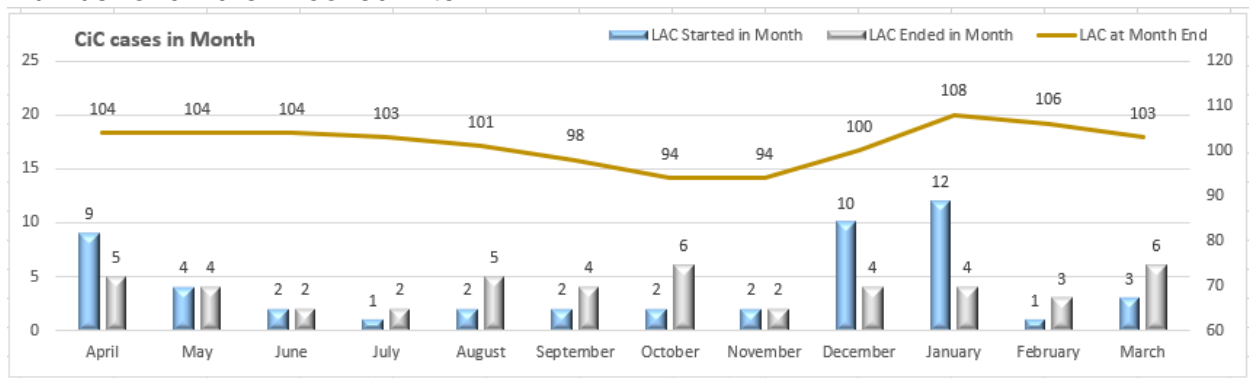 CiC cases in Month
LAC Started in Month LAC Ended in Month LAC at Month End
25 120
104 104 104 103 101 98 94 94 100 108 106 103
20 110
15 100
90
10 80
5 70
0 60
9 5 4 4 2 2 1 2 2 5 2 4 2 6 2 2 10 4 12 4 1 3 3 6
April May June July August September October November December January February March